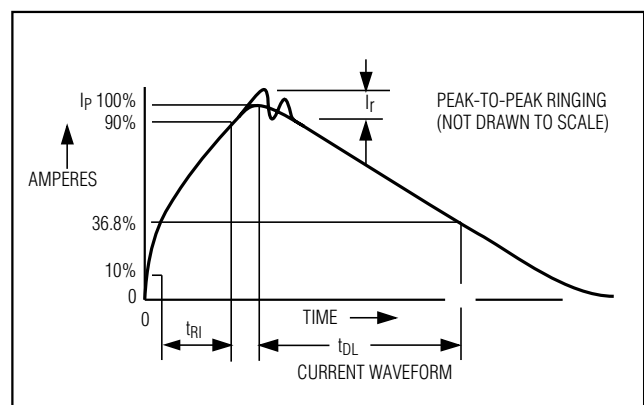 IP 100%
90%
AMPERES
36.8%
10%
0
0
Ir
PEAK-TO-PEAK RINGING
(NOT DRAWN TO SCALE)
TIME
tRI
tDL
CURRENT WAVEFORM